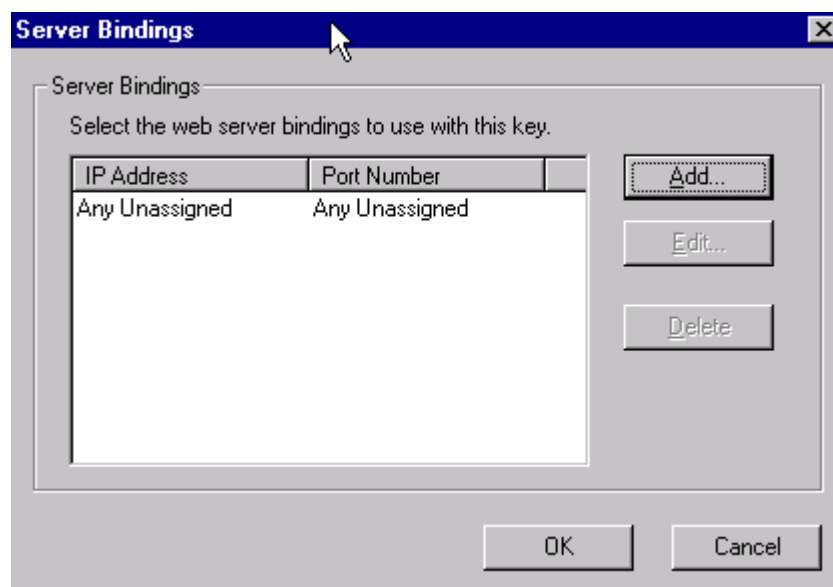 Server Bindings
Server Bindings
Select the web server bindings to use with this key.
IP Address Port Number
Any Unassigned Any Unassigned
Add...
Edit...
Delete
OK Cancel